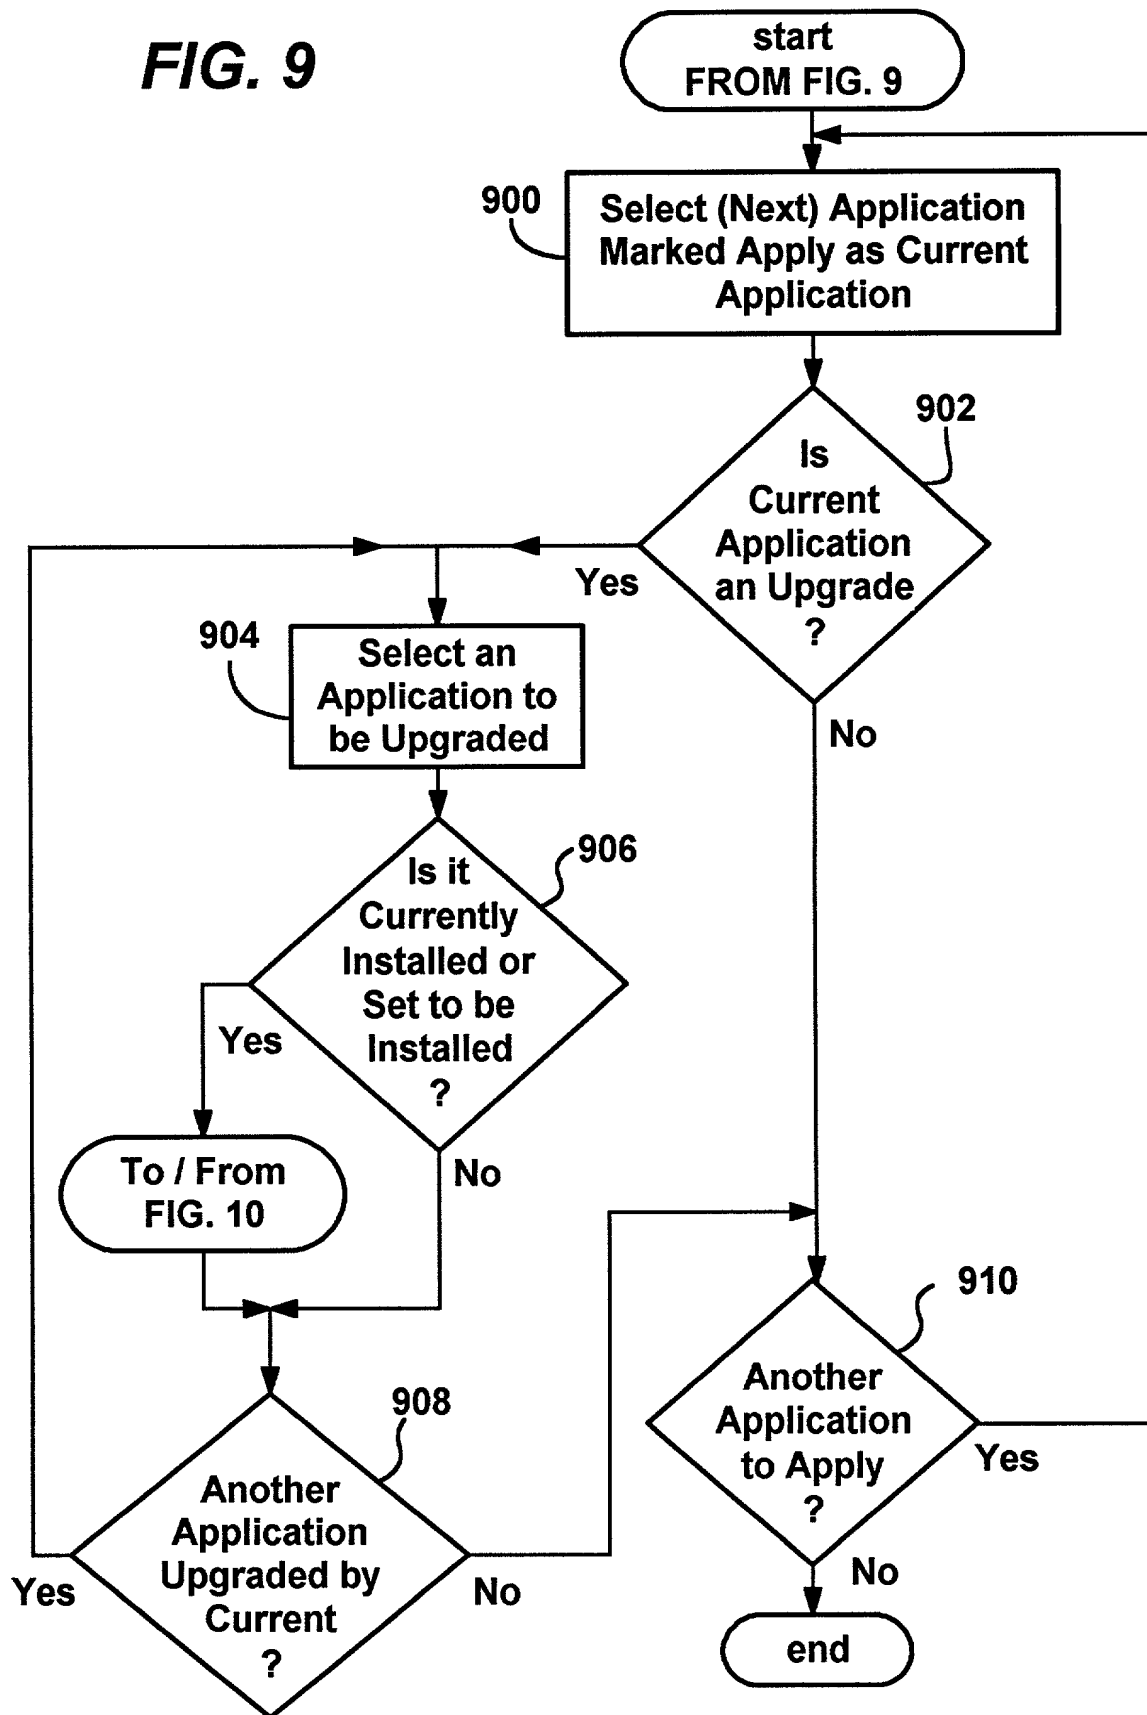 FIG. 9
start
FROM FIG. 9
900
Select (Next) Application
Marked Apply as Current
Application
902
Is
Current
Application
an Upgrade
?
Yes
No
904
Select an
Application to
be Upgraded
906
Is it
Currently
Installed or
Set to be
Installed
?
Yes
No
To / From
FIG. 10
908
Another
Application
Upgraded by
Current
?
Yes
No
910
Another
Application
to Apply
?
Yes
No
end